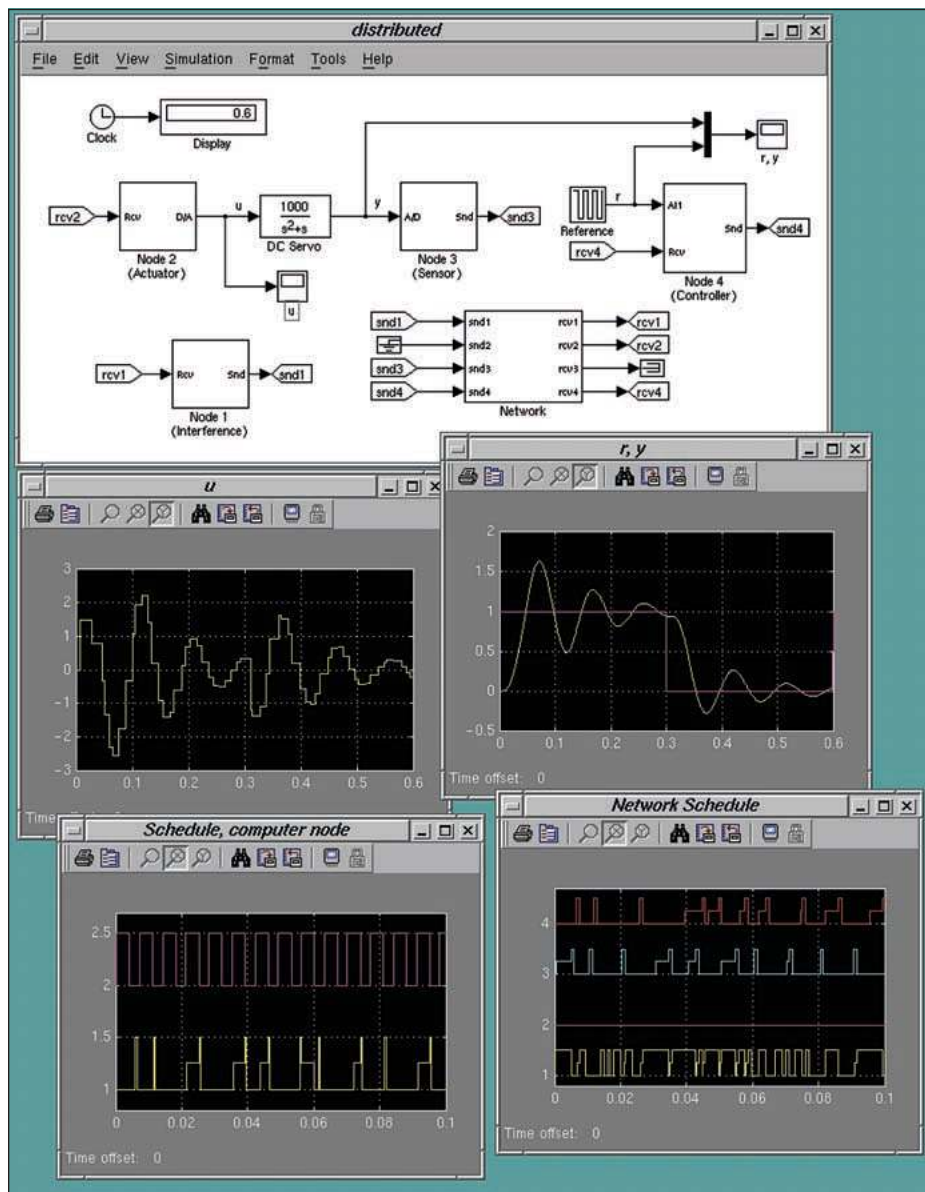 distributed
File Edit View Simulation Format Tools Help
0.6
Clock
Display
r, y
rcv2
Rcv
D/A
u
1000
s²+s
DC Servo
y
A/D
Snd
snd3
Reference
r
AI1
Rcv
Snd
snd4
rcv4
Node 2
(Actuator)
Node 3
(Sensor)
Node 4
(Controller)
u
rcv1
Rcv
Snd
snd1
Node 1
(Interference)
snd1 snd1 rcv1 rcv1
snd2 rcv2 rcv2
snd3 snd3 rcv3
snd4 snd4 rcv4 rcv4
Network
u
3
2
1
0
−1
−2
−3
0 0.1 0.2 0.3 0.4 0.5 0.6
r, y
2
1.5
1
0.5
0
−0.5
0 0.1 0.2 0.3 0.4 0.5 0.6
Time offset: 0
Schedule, computer node
2.5
2
1.5
1
0 0.02 0.04 0.06 0.08 0.1
Time offset: 0
Network Schedule
4
3
2
1
0 0.02 0.04 0.06 0.08 0.1
Time offset: 0